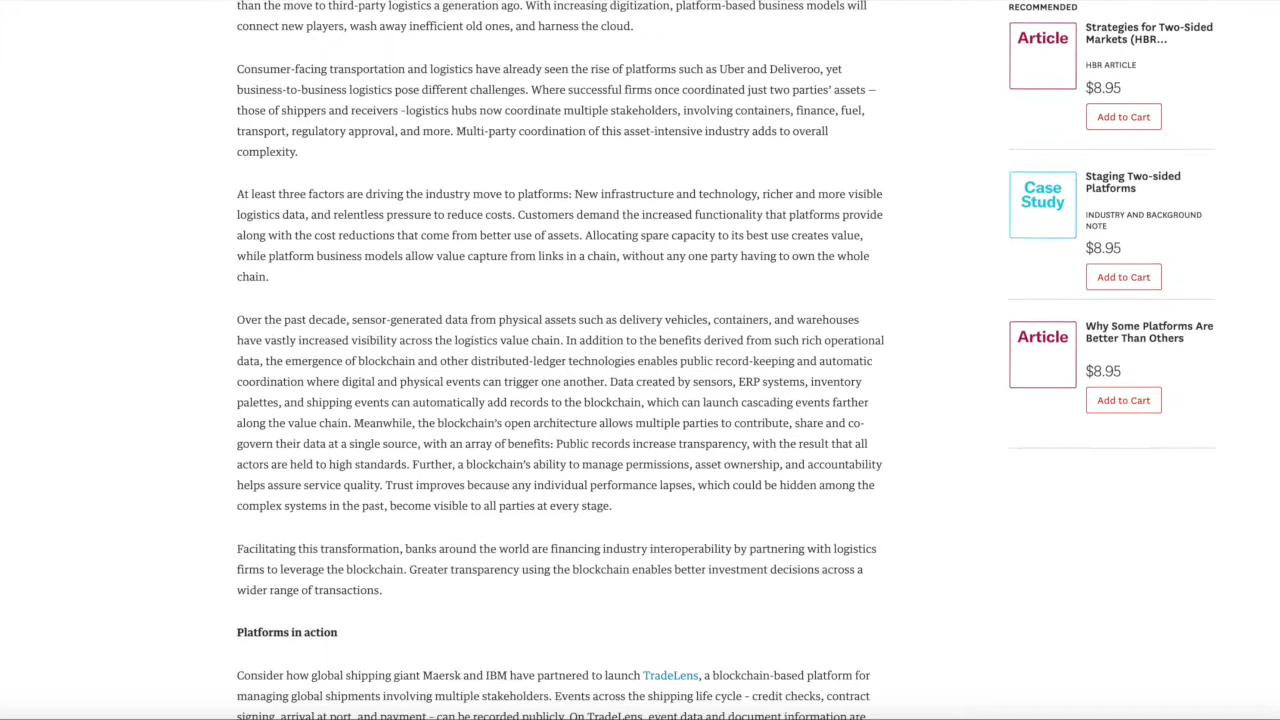 than the move to third-party logistics a generation ago. With increasing digitization, platform-based business models will
connect new players, wash away inefficient old ones, and harness the cloud.
Consumer-facing transportation and logistics have already seen the rise of platforms such as Uber and Deliveroo, yet
business-to-business logistics pose different challenges. Where successful firms once coordinated just two parties’ assets —
those of shippers and receivers –logistics hubs now coordinate multiple stakeholders, involving containers, finance, fuel,
transport, regulatory approval, and more. Multi-party coordination of this asset-intensive industry adds to overall
complexity.
At least three factors are driving the industry move to platforms: New infrastructure and technology, richer and more visible
logistics data, and relentless pressure to reduce costs. Customers demand the increased functionality that platforms provide
along with the cost reductions that come from better use of assets. Allocating spare capacity to its best use creates value,
while platform business models allow value capture from links in a chain, without any one party having to own the whole
chain.
Over the past decade, sensor-generated data from physical assets such as delivery vehicles, containers, and warehouses
have vastly increased visibility across the logistics value chain. In addition to the benefits derived from such rich operational
data, the emergence of blockchain and other distributed-ledger technologies enables public record-keeping and automatic
coordination where digital and physical events can trigger one another. Data created by sensors, ERP systems, inventory
palettes, and shipping events can automatically add records to the blockchain, which can launch cascading events farther
along the value chain. Meanwhile, the blockchain’s open architecture allows multiple parties to contribute, share and co-
govern their data at a single source, with an array of benefits: Public records increase transparency, with the result that all
actors are held to high standards. Further, a blockchain’s ability to manage permissions, asset ownership, and accountability
helps assure service quality. Trust improves because any individual performance lapses, which could be hidden among the
complex systems in the past, become visible to all parties at every stage.
Facilitating this transformation, banks around the world are financing industry interoperability by partnering with logistics
firms to leverage the blockchain. Greater transparency using the blockchain enables better investment decisions across a
wider range of transactions.
Platforms in action
Consider how global shipping giant Maersk and IBM have partnered to launch TradeLens, a blockchain-based platform for
managing global shipments involving multiple stakeholders. Events across the shipping life cycle – credit checks, contract
signing, arrival at port, and payment – can be recorded publicly. On TradeLens, event data and document information are
RECOMMENDED
Article
Strategies for Two-Sided
Markets (HBR...
HBR ARTICLE
$8.95
Add to Cart
Case
Study
Staging Two-sided
Platforms
INDUSTRY AND BACKGROUND
NOTE
$8.95
Add to Cart
Article
Why Some Platforms Are
Better Than Others
$8.95
Add to Cart